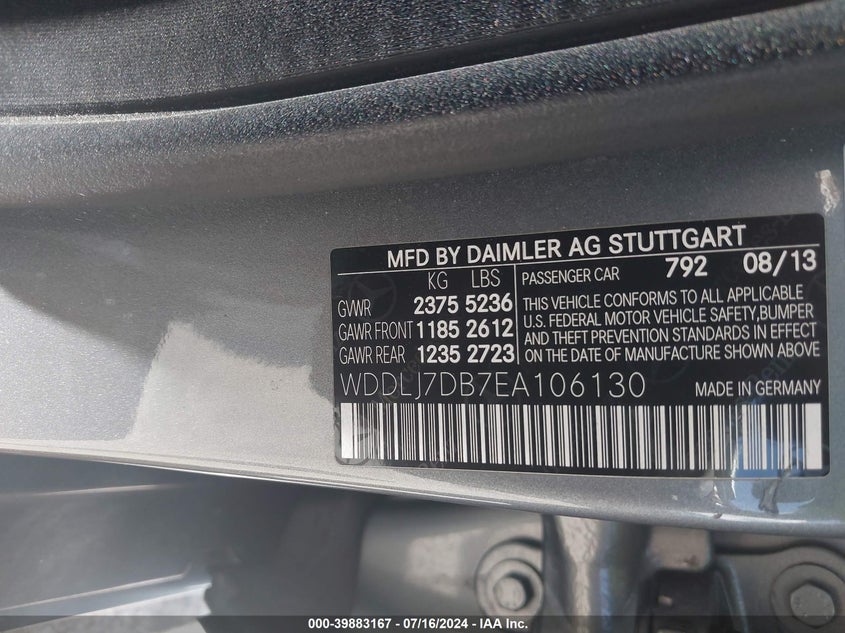 MFD BY DAIMLER AG STUTTGART
KG LBS
GVWR 2375 5236
GAWR FRONT 1185 2612
GAWR REAR 1235 2723
PASSENGER CAR 792 08/13
THIS VEHICLE CONFORMS TO ALL APPLICABLE
U.S. FEDERAL MOTOR VEHICLE SAFETY,BUMPER
AND THEFT PREVENTION STANDARDS IN EFFECT
ON THE DATE OF MANUFACTURE SHOWN ABOVE
WDDLJ7DB7EA106130 MADE IN GERMANY
000-39883167 - 07/16/2024 - IAA Inc.